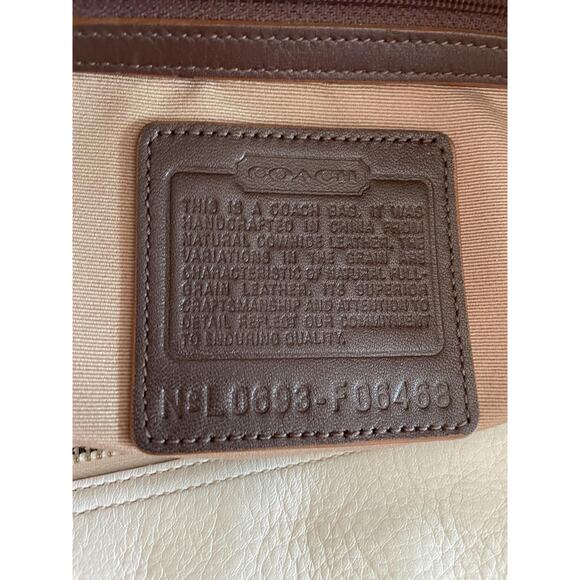 COACH
THIS IS A COACH BAG. IT WAS
HANDCRAFTED IN CHINA FROM
NATURAL COWHIDE LEATHER. THE
VARIATIONS IN THE GRAIN ARE
CHARACTERISTIC OF NATURAL FULL-
GRAIN LEATHER. ITS SUPERIOR
CRAFTSMANSHIP AND ATTENTION TO
DETAIL REFLECT OUR COMMITMENT
TO ENDURING QUALITY.
NoL0693-F06468